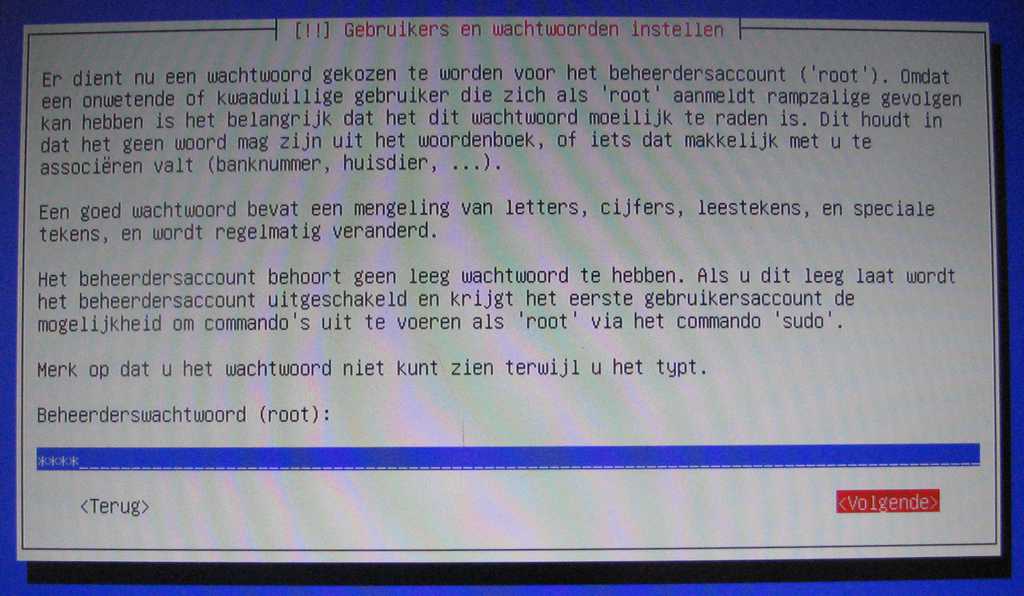 [!!] Gebruikers en wachtwoorden instellen
Er dient nu een wachtwoord gekozen te worden voor het beheerdersaccount ('root'). Omdat
een onwetende of kwaadwillige gebruiker die zich als 'root' aanmeldt rampzalige gevolgen
kan hebben is het belangrijk dat het dit wachtwoord moeilijk te raden is. Dit houdt in
dat het geen woord mag zijn uit het woordenboek, of iets dat makkelijk met u te
associëren valt (banknummer, huisdier, ...).
Een goed wachtwoord bevat een mengeling van letters, cijfers, leestekens, en speciale
tekens, en wordt regelmatig veranderd.
Het beheerdersaccount behoort geen leeg wachtwoord te hebben. Als u dit leeg laat wordt
het beheerdersaccount uitgeschakeld en krijgt het eerste gebruikersaccount de
mogelijkheid om commando's uit te voeren als 'root' via het commando 'sudo'.
Merk op dat u het wachtwoord niet kunt zien terwijl u het typt.
Beheerderswachtwoord (root):
****
<Terug> <Volgende>